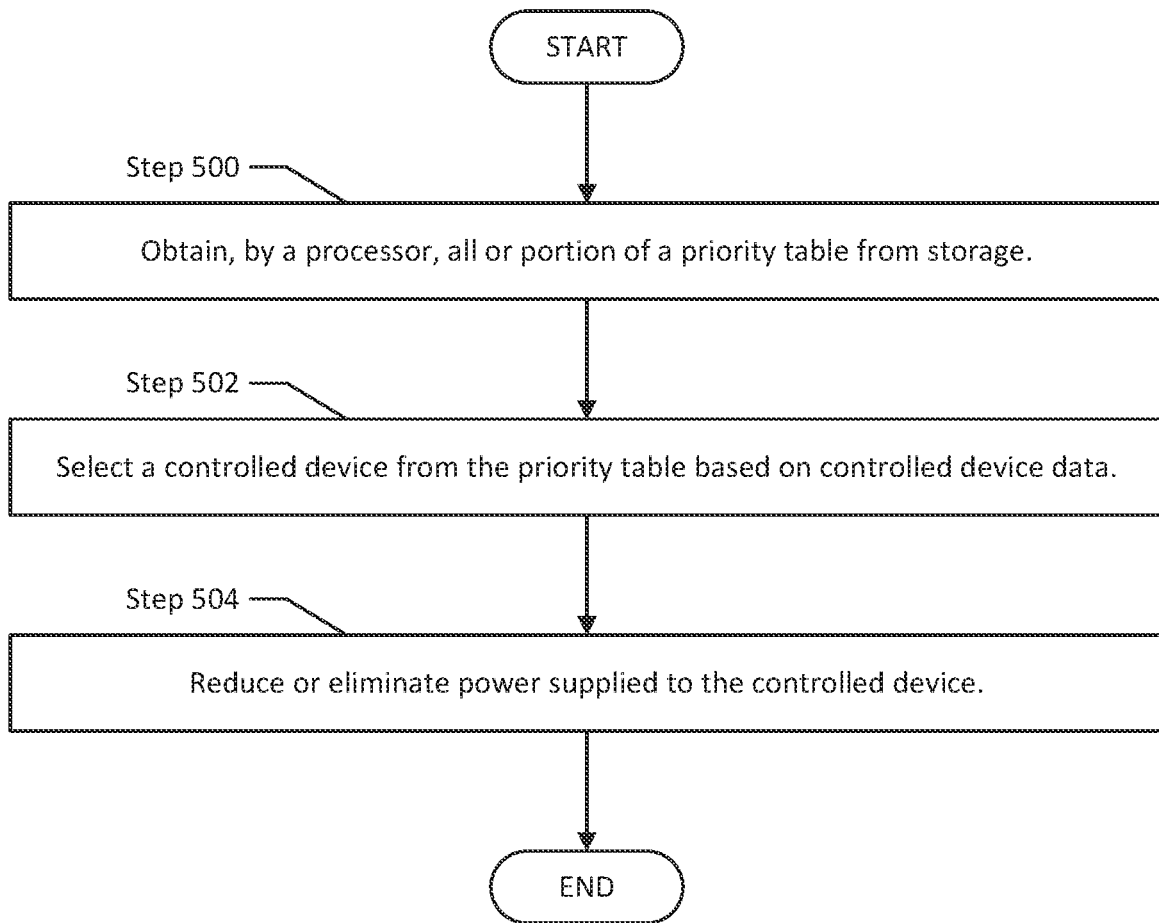 START
Step 500
Obtain, by a processor, all or portion of a priority table from storage.
Step 502
Select a controlled device from the priority table based on controlled device data.
Step 504
Reduce or eliminate power supplied to the controlled device.
END